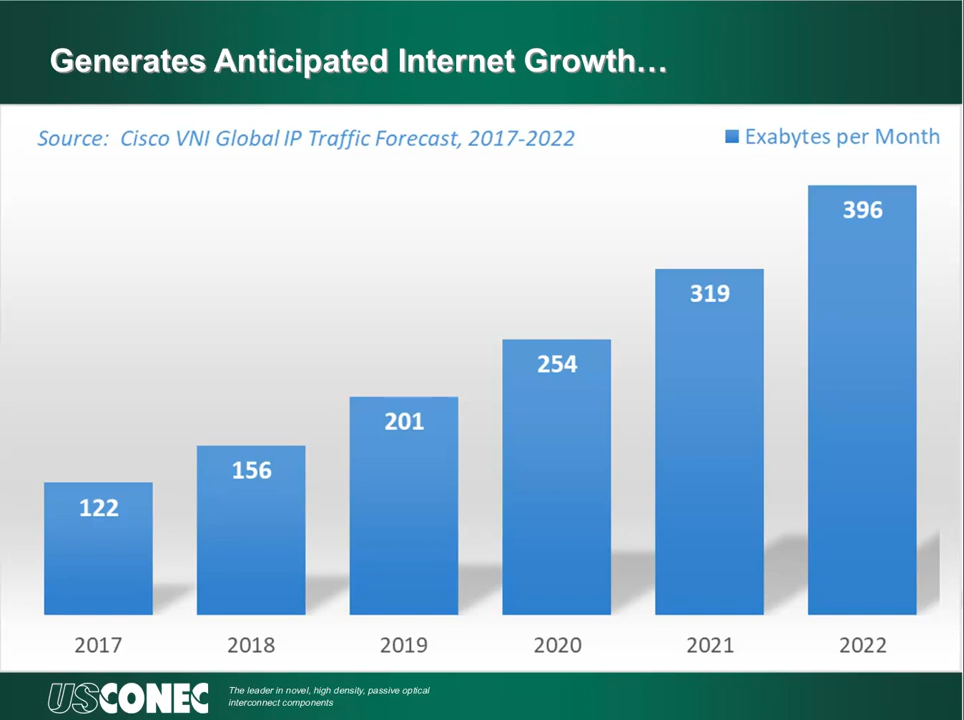 Generates Anticipated Internet Growth…
Source: Cisco VNI Global IP Traffic Forecast, 2017-2022
Exabytes per Month
122
156
201
254
319
396
2017
2018
2019
2020
2021
2022
USCONEC
The leader in novel, high density, passive optical
interconnect components